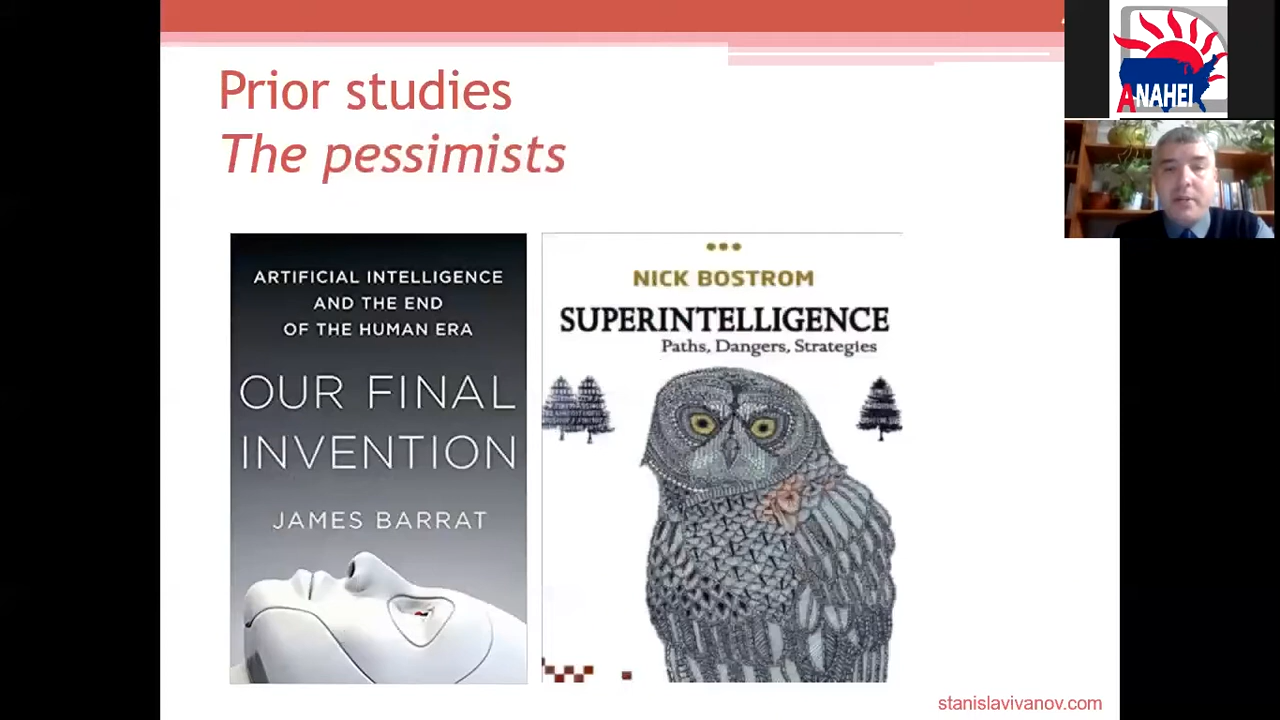 Prior studies
The pessimists
ARTIFICIAL INTELLIGENCE
AND THE END
OF THE HUMAN ERA
OUR FINAL
INVENTION
JAMES BARRAT
NICK BOSTROM
SUPERINTELLIGENCE
Paths, Dangers, Strategies
stanislavivanov.com
ANAHEI